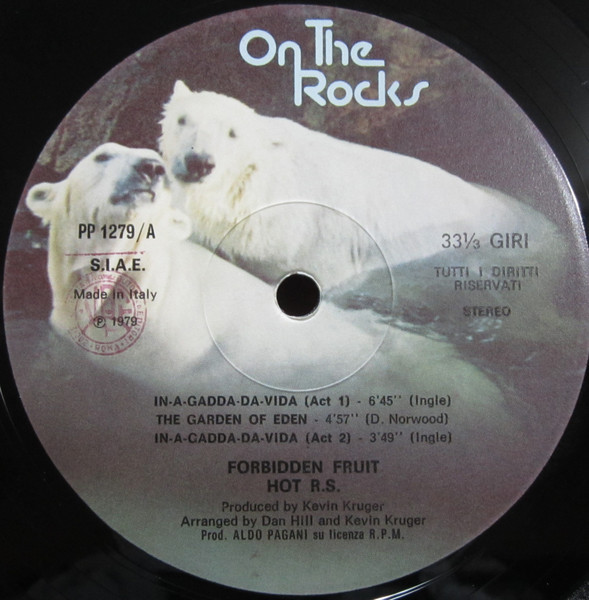 On The
Rocks
PP 1279/A
S.I.A.E.
Made in Italy
Ⓟ 1979
ROMA
33⅓ GIRI
TUTTI I DIRITTI
RISERVATI
STEREO
IN-A-GADDA-DA-VIDA (Act 1) - 6'45'' (Ingle)
THE GARDEN OF EDEN - 4'57'' (D. Norwood)
IN-A-GADDA-DA-VIDA (Act 2) - 3'49'' (Ingle)
FORBIDDEN FRUIT
HOT R.S.
Produced by Kevin Kruger
Arranged by Dan Hill and Kevin Kruger
Prod. ALDO PAGANI su licenza R.P.M.